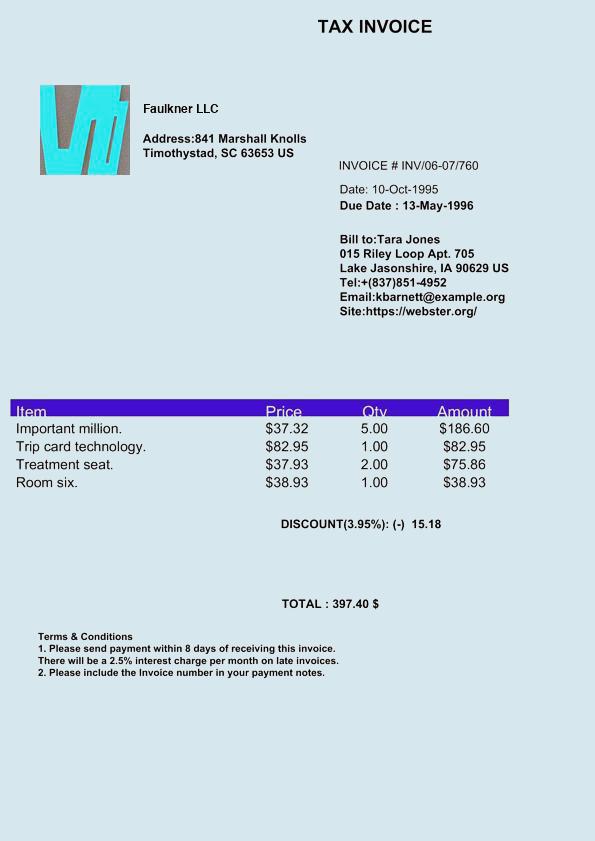 TAX INVOICE
Faulkner LLC
Address:841 Marshall Knolls
Timothystad, SC 63653 US
INVOICE # INV/06-07/760
Date: 10-Oct-1995
Due Date : 13-May-1996
Bill to:Tara Jones
015 Riley Loop Apt. 705
Lake Jasonshire, IA 90629 US
Tel:+(837)851-4952
Email:kbarnett@example.org
Site:https://webster.org/
Item Price Qty Amount
Important million. $37.32 5.00 $186.60
Trip card technology. $82.95 1.00 $82.95
Treatment seat. $37.93 2.00 $75.86
Room six. $38.93 1.00 $38.93
DISCOUNT(3.95%): (-) 15.18
TOTAL : 397.40 $
Terms & Conditions
1. Please send payment within 8 days of receiving this invoice.
There will be a 2.5% interest charge per month on late invoices.
2. Please include the Invoice number in your payment notes.